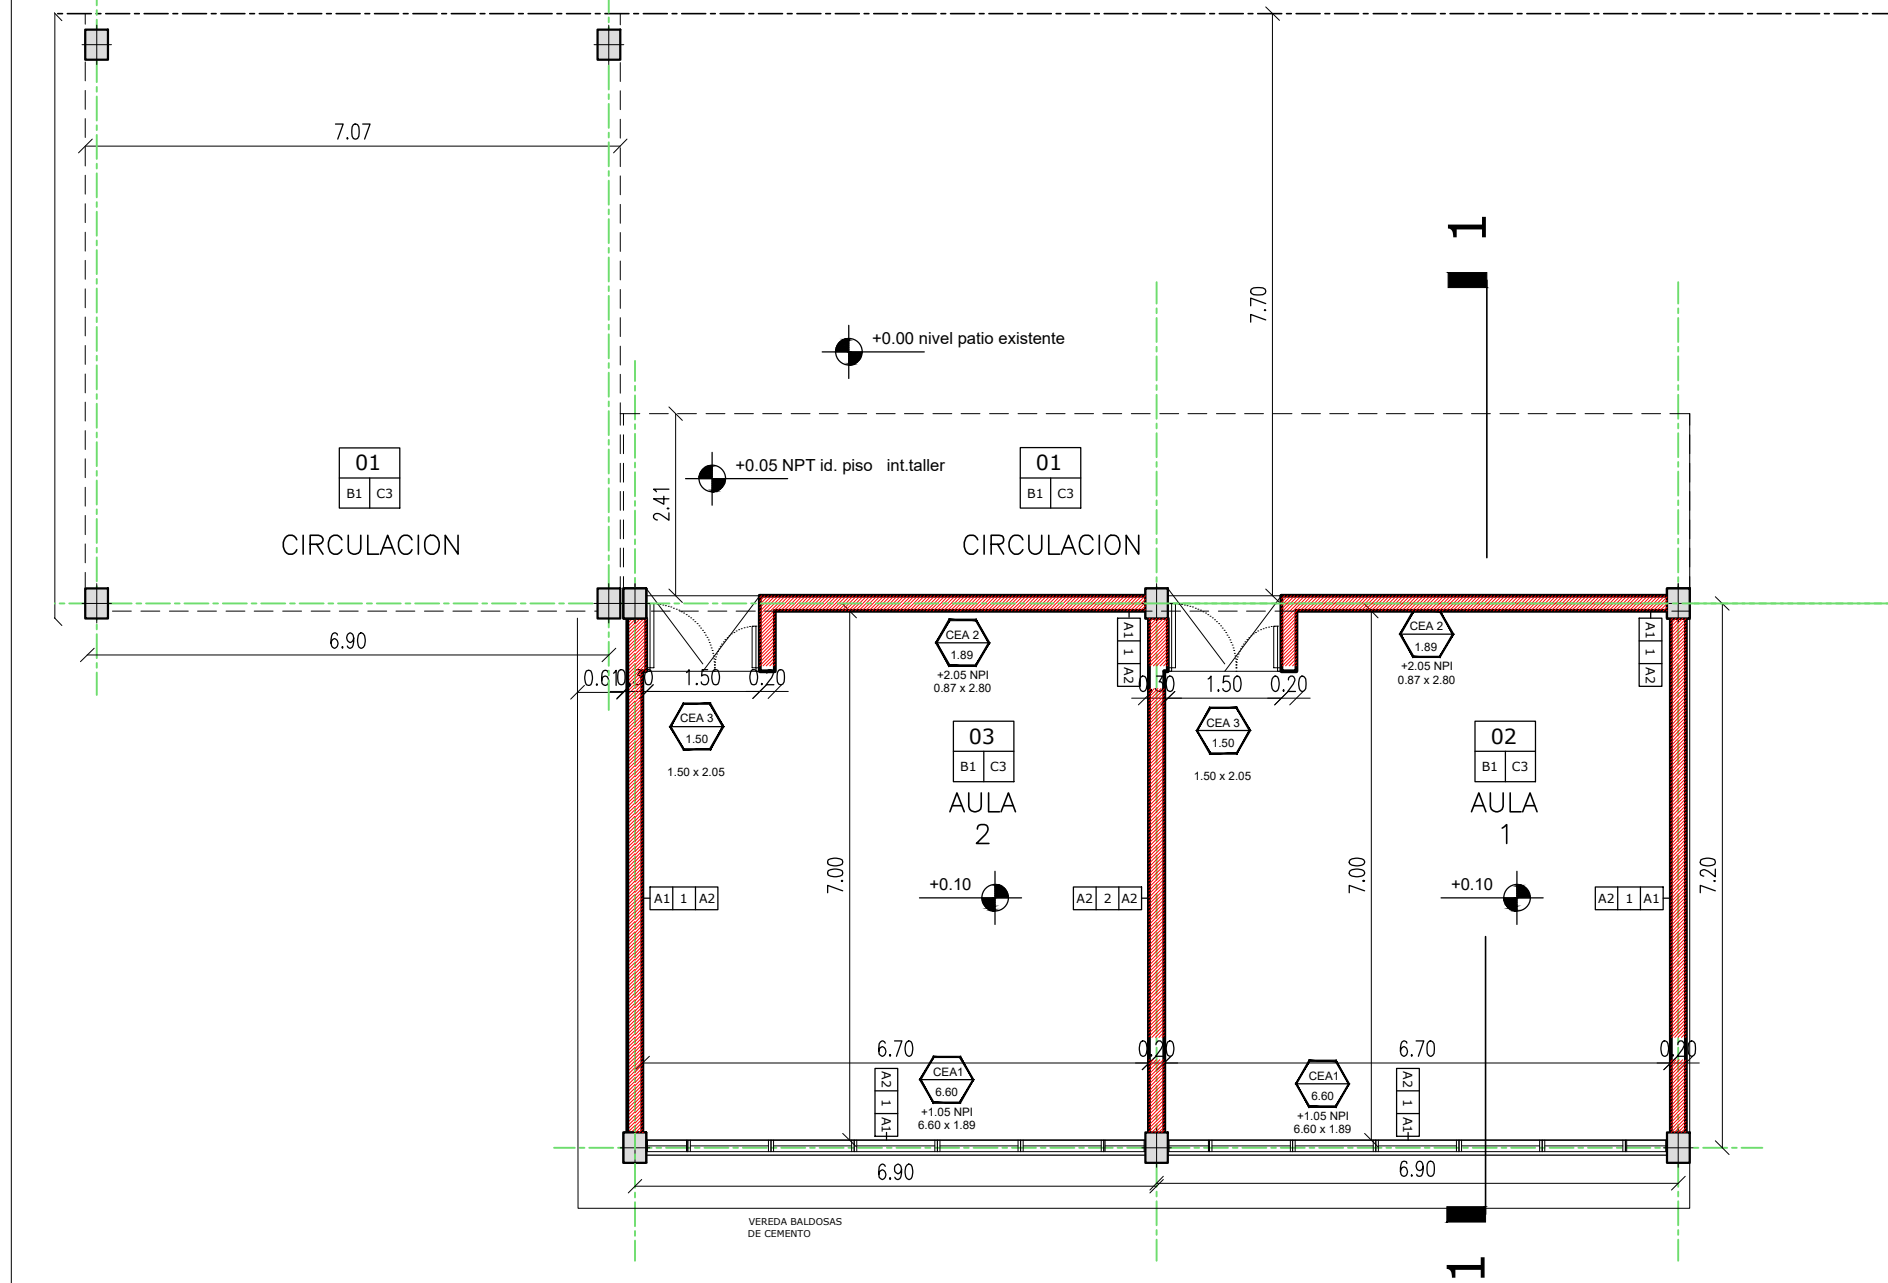 7.07
1
7.70
+0.00 nivel patio existente
01
B1 C3
CIRCULACION
+0.05 NPT id. piso int.taller
2.41
01
B1 C3
CIRCULACION
6.90
0.61
1.50
0.20
CEA 3
1.50
1.50 x 2.05
CEA 2
1.89
+2.05 NPI
0.87 x 2.80
A1 1 A2
1.50
0.20
CEA 3
1.50
1.50 x 2.05
CEA 2
1.89
+2.05 NPI
0.87 x 2.80
A1 1 A2
03
B1 C3
AULA
2
02
B1 C3
AULA
1
7.00
+0.10
A1 1 A2
A2 2 A2
7.00
+0.10
A2 1 A1
7.20
6.70
0.20
6.70
0.20
A2 1 A1
CEA1
6.60
+1.05 NPI
6.60 x 1.89
CEA1
6.60
+1.05 NPI
6.60 x 1.89
A2 1 A1
6.90
6.90
VEREDA BALDOSAS
DE CEMENTO
1